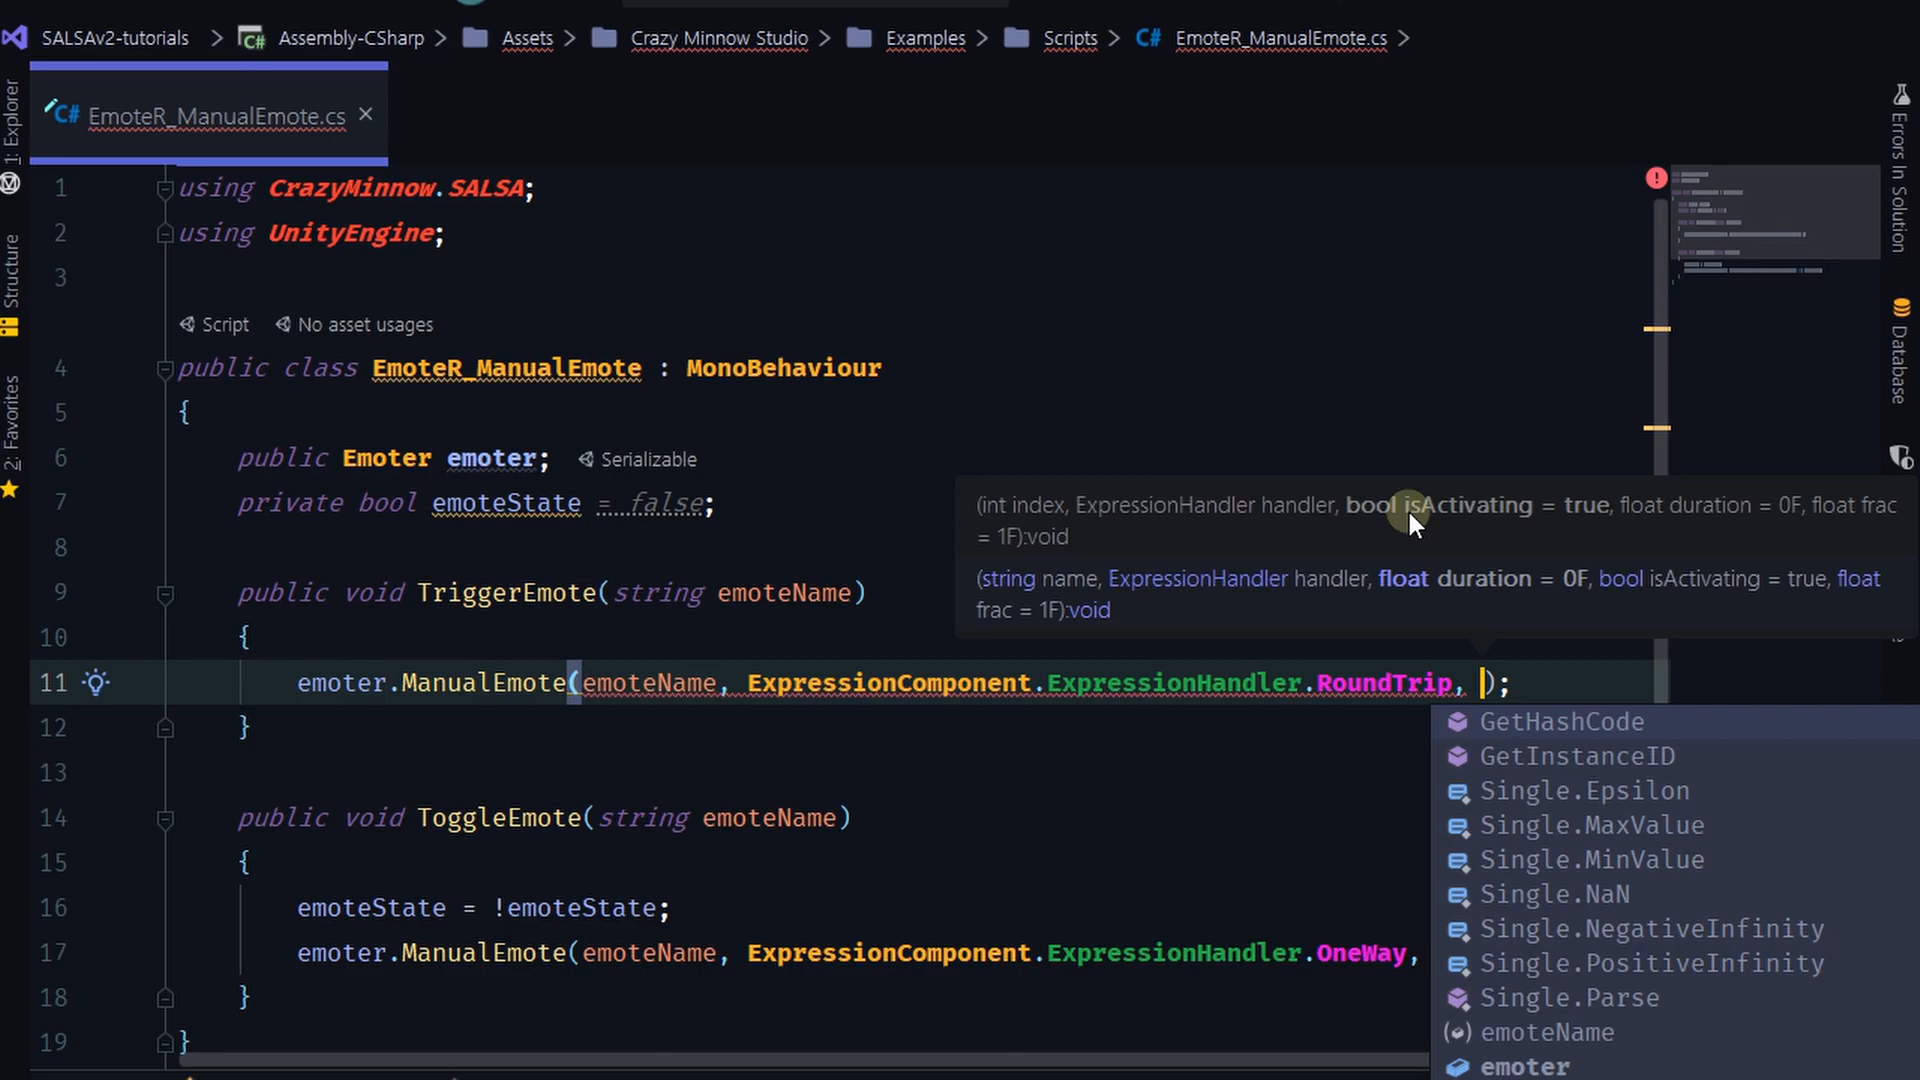 SALSAv2-tutorials > Assembly-CSharp > Assets > Crazy Minnow Studio > Examples > Scripts > EmoteR_ManualEmote.cs >
EmoteR_ManualEmote.cs ×
1: Explorer
Structure
2: Favorites
1 using CrazyMinnow.SALSA;
2 using UnityEngine;
3
Script No asset usages
4 public class EmoteR_ManualEmote : MonoBehaviour
5 {
6 public Emoter emoter; Serializable
7 private bool emoteState = false;
8
9 public void TriggerEmote(string emoteName)
10 {
11 emoter.ManualEmote(emoteName, ExpressionComponent.ExpressionHandler.RoundTrip, );
12 }
13
14 public void ToggleEmote(string emoteName)
15 {
16 emoteState = !emoteState;
17 emoter.ManualEmote(emoteName, ExpressionComponent.ExpressionHandler.OneWay,
18 }
19 }
(int index, ExpressionHandler handler, bool isActivating = true, float duration = 0F, float frac
= 1F):void
(string name, ExpressionHandler handler, float duration = 0F, bool isActivating = true, float
frac = 1F):void
GetHashCode
GetInstanceID
Single.Epsilon
Single.MaxValue
Single.MinValue
Single.NaN
Single.NegativeInfinity
Single.PositiveInfinity
Single.Parse
emoteName
emoter
Errors In Solution
Database